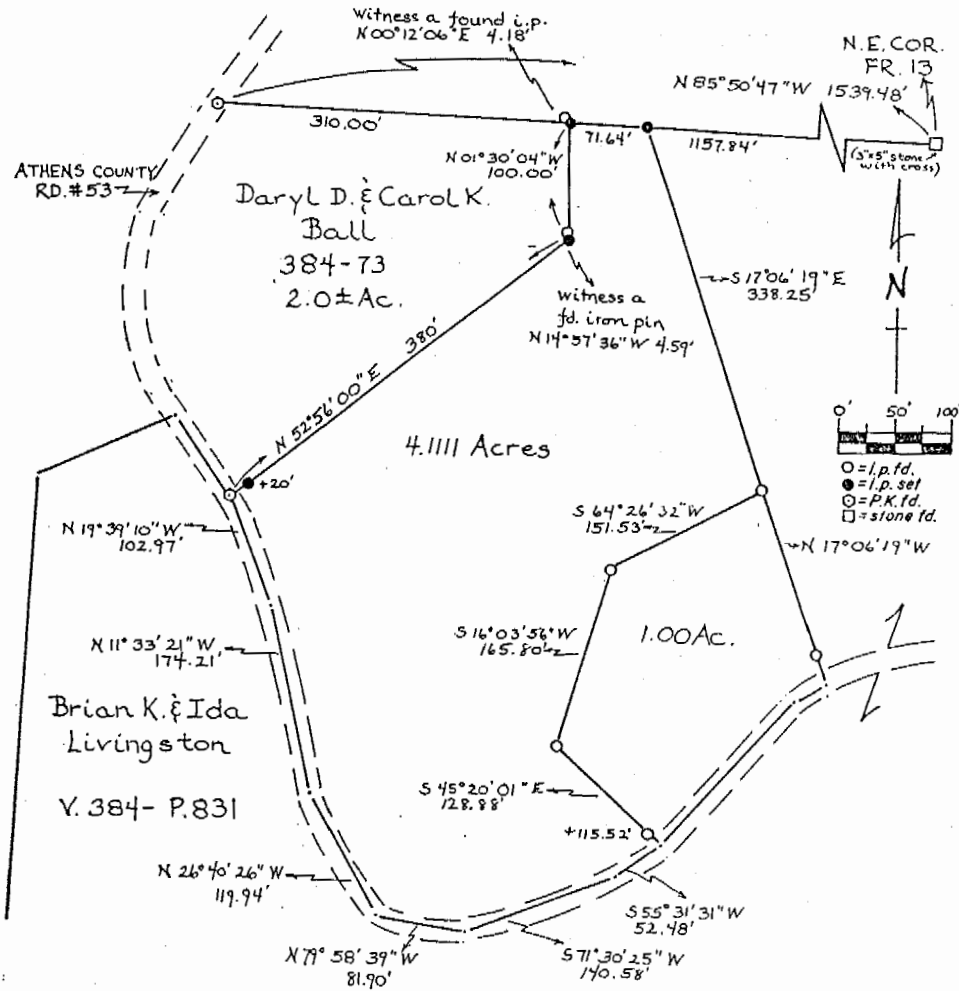 Witness a found i.p.
N 00°12'06" E 4.18'
N.E. COR.
FR. 13
N 85°50'47" W 1539.48'
310.00'
71.64'
1157.84'
(3"x5" stone
with cross)
N 01°30'04" W
100.00'
ATHENS COUNTY
RD. #53
Daryl D. & Carol K.
Ball
384-73
2.0± Ac.
S 17°06'19" E
338.25'
N
witness a
fd. iron pin
N 14°57'36" W 4.59'
380'
N 52°56'00" E
0' 50' 100'
4.1111 Acres
= i.p. fd.
= i.p. set
= P.K. fd.
= stone fd.
+20'
S 64°26'32" W
151.53'
N 19°39'10" W
102.97'
N 17°06'19" W
S 16°03'56" W
165.80'
1.00 Ac.
N 11°33'21" W
174.21'
Brian K. & Ida
Livingston
V. 384 - P. 831
S 45°20'01" E
128.88'
+115.52'
N 26°40'26" W
119.94'
S 55°31'31" W
52.48'
N 79°58'39" W
81.90'
S 71°30'25" W
140.58'